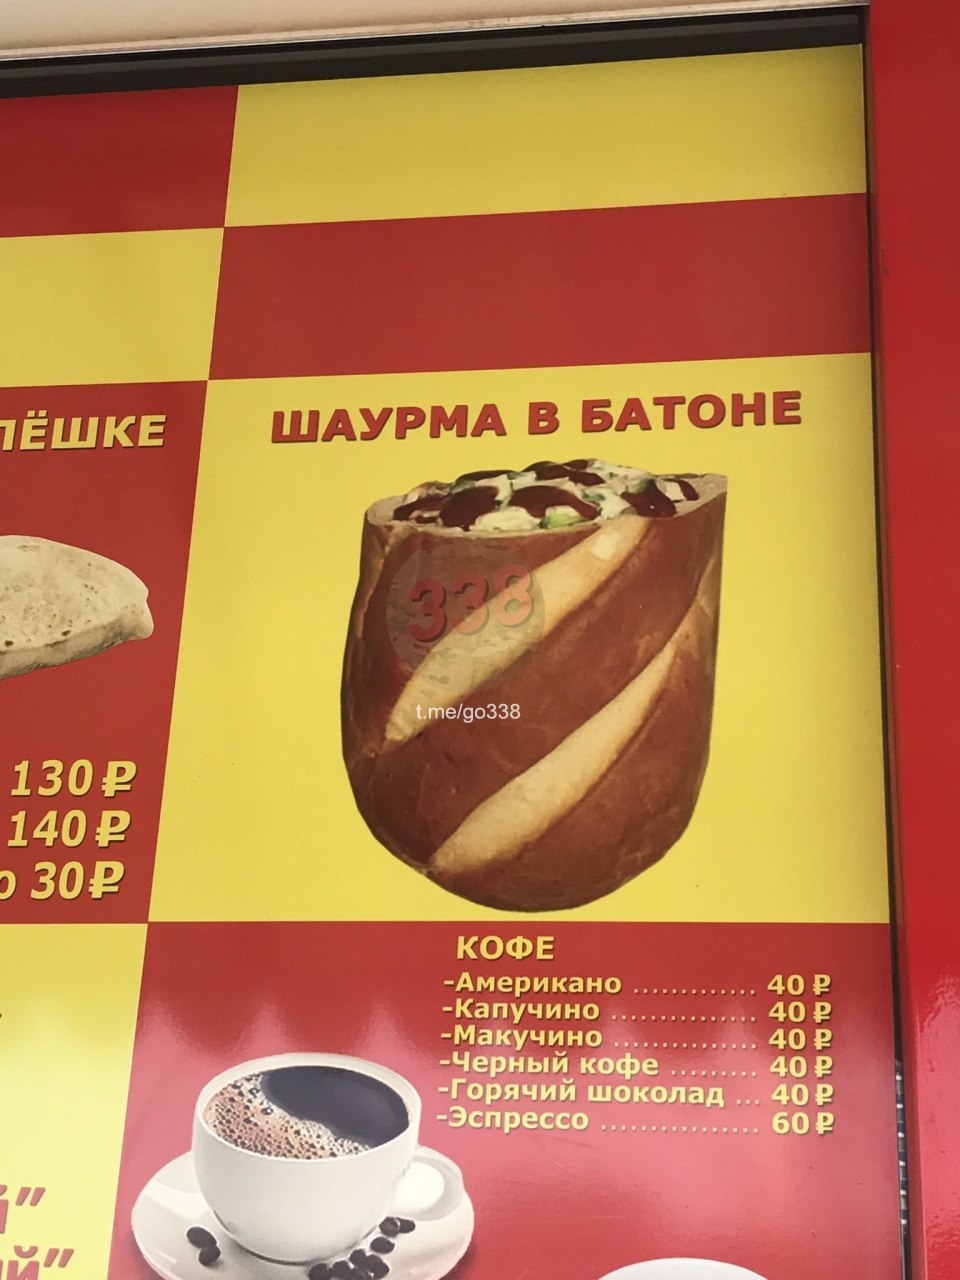 ШАУРМА В БАТОНЕ
338
t.me/go338
130 ₽
140 ₽
30 ₽
КОФЕ
-Американо ............. 40 ₽
-Капучино ............... 40 ₽
-Макучино ............... 40 ₽
-Черный кофе ......... 40 ₽
-Горячий шоколад ... 40 ₽
-Эспрессо ................ 60 ₽